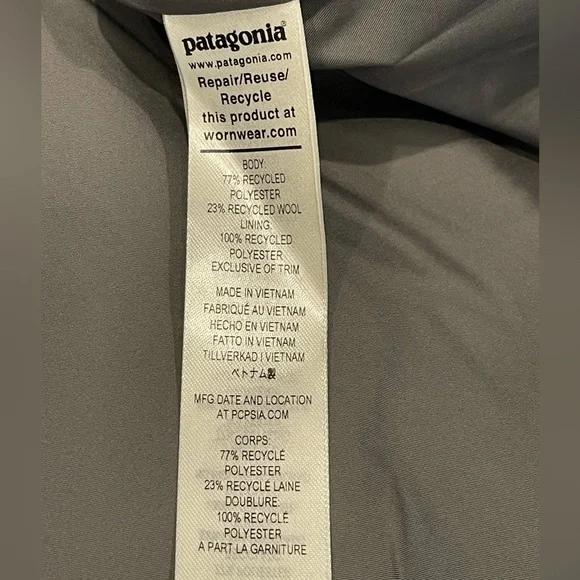 patagonia
www.patagonia.com
Repair/Reuse/
Recycle
this product at
wornwear.com
BODY:
77% RECYCLED
POLYESTER
23% RECYCLED WOOL
LINING:
100% RECYCLED
POLYESTER
EXCLUSIVE OF TRIM
MADE IN VIETNAM
FABRIQUÉ AU VIETNAM
HECHO EN VIETNAM
FATTO IN VIETNAM
TILLVERKAD I VIETNAM
ベトナム製
MFG DATE AND LOCATION
AT PCPSIA.COM
CORPS:
77% RECYCLÉ
POLYESTER
23% RECYCLÉ LAINE
DOUBLURE:
100% RECYCLÉ
POLYESTER
A PART LA GARNITURE